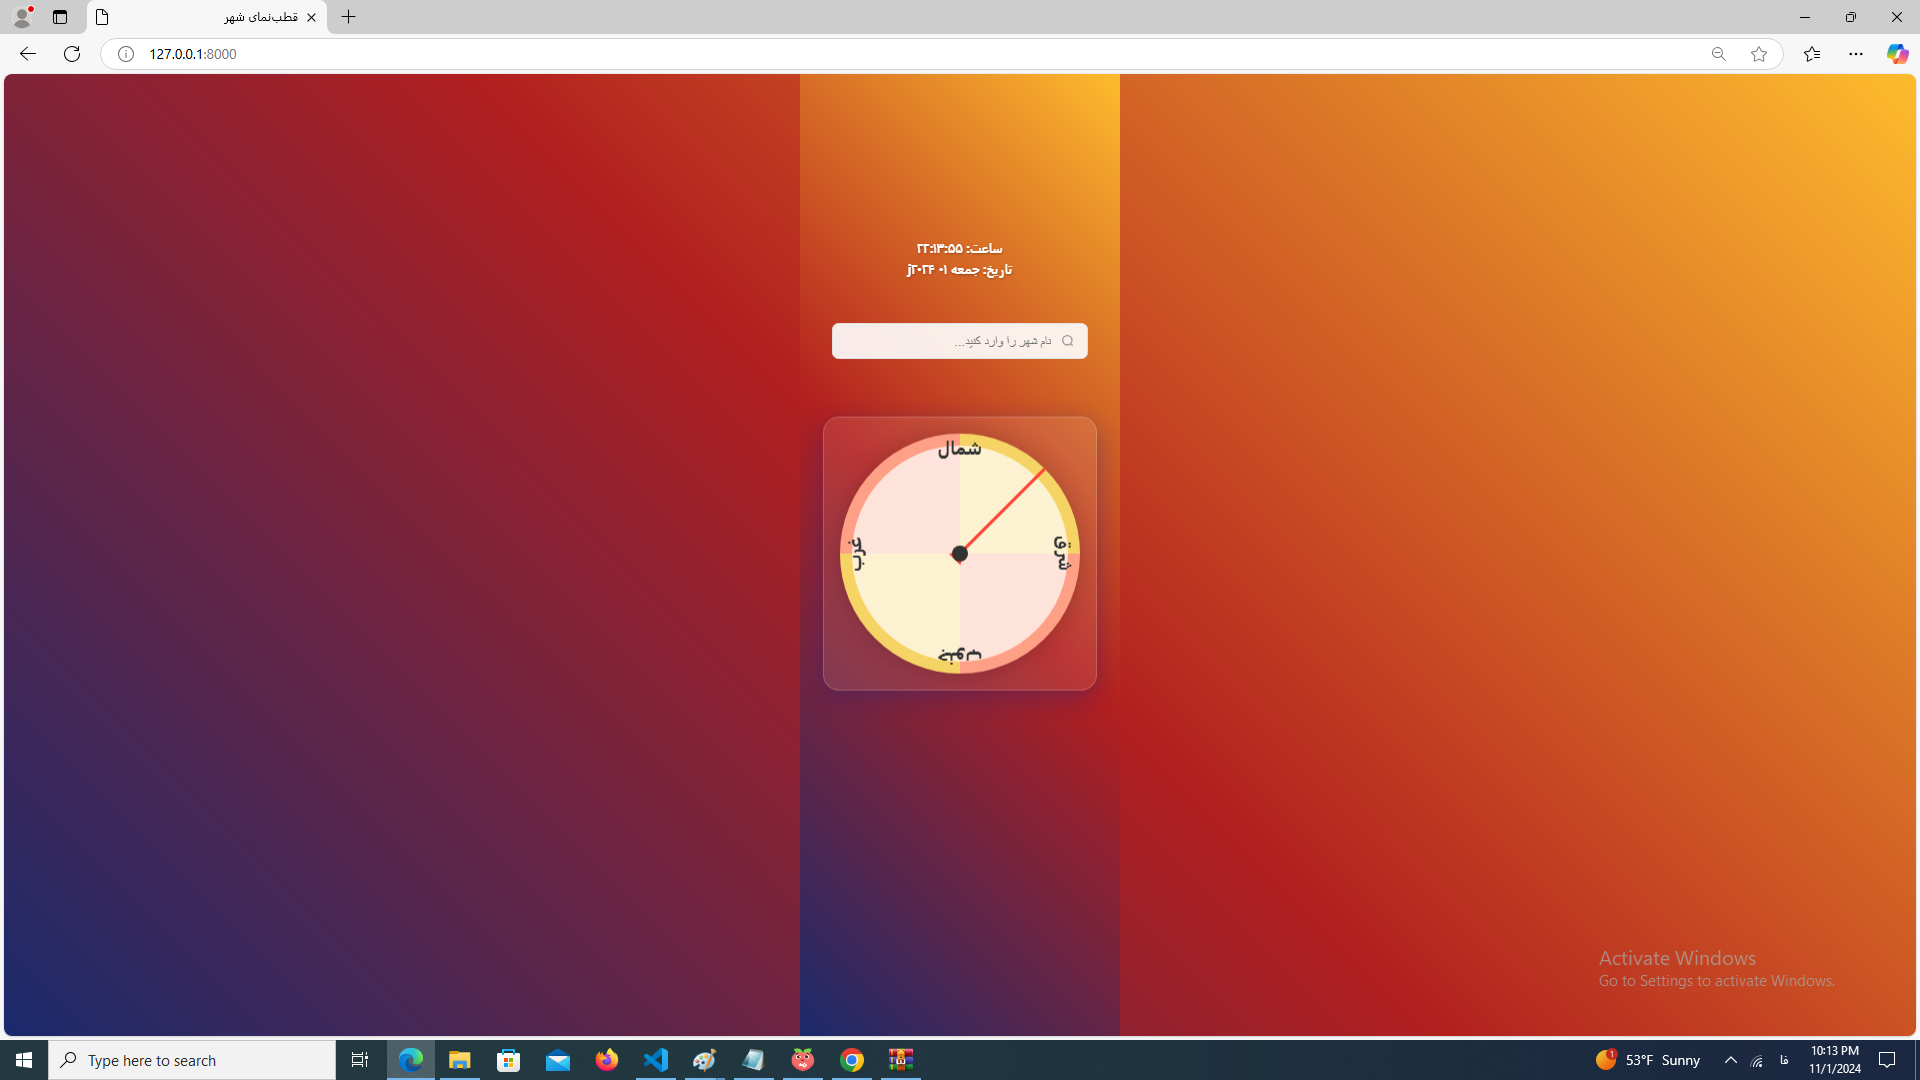 قطب‌نمای شهر
127.0.0.1:8000
ساعت: ۲۲:۱۳:۵۵
تاریخ: جمعه ۰۱ ۲۰۲۴آ
نام شهر را وارد کنید...
شمال
غرب
شرق
جنوب
Activate Windows
Go to Settings to activate Windows.
Type here to search
1
53°F Sunny
فا
10:13 PM
11/1/2024